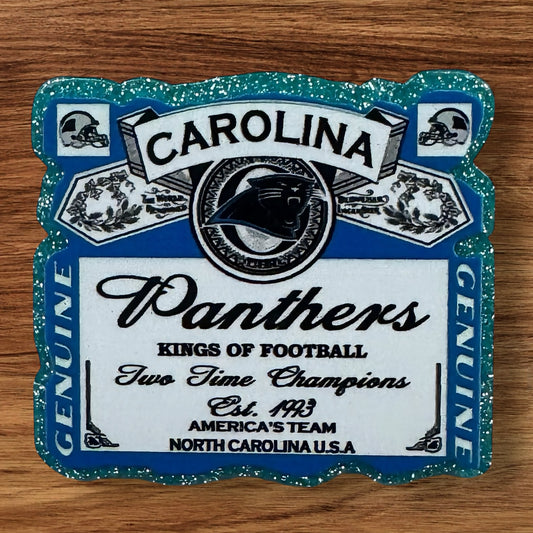 CAROLINA
GENUINE
GENUINE
Panthers
KINGS OF FOOTBALL
Two Time Champions
Est. 1993
AMERICA'S TEAM
NORTH CAROLINA U.S.A